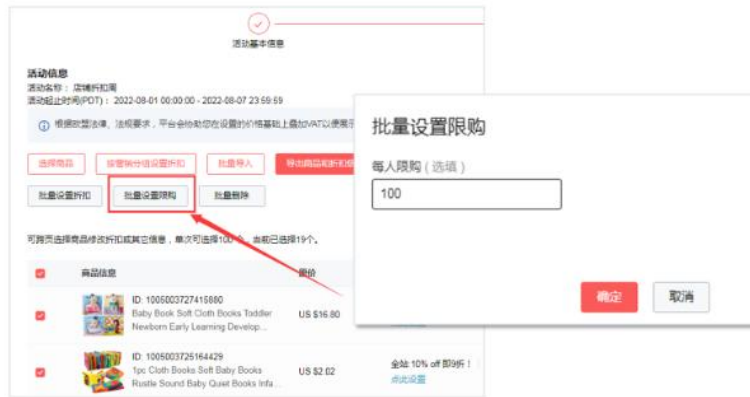 活动基本信息
活动信息
活动名称： 店铺折扣周
活动起止时间(PDT)： 2022-08-01 00:00:00 - 2022-08-07 23:59:59
根据欧盟法律、法规要求，平台会协助您在设置的价格基础上叠加VAT以便展示
选择商品 按营销分组设置折扣 批量导入 导出商品和折扣
批量设置折扣 批量设置限购 批量删除
可跨页选择商品修改折扣或其它信息，单次可选择100个，当前已选择19个。
商品信息 原价
ID: 1005003727415880
Baby Book Soft Cloth Books Toddler
Newborn Early Learning Develop...
US $16.80
ID: 1005003725164429
1pc Cloth Books Soft Baby Books
Rustle Sound Baby Quiet Books Infa...
US $2.02
全站: 10% off 即9折！
点此设置
批量设置限购
每人限购 ( 选填 )
100
确定 取消